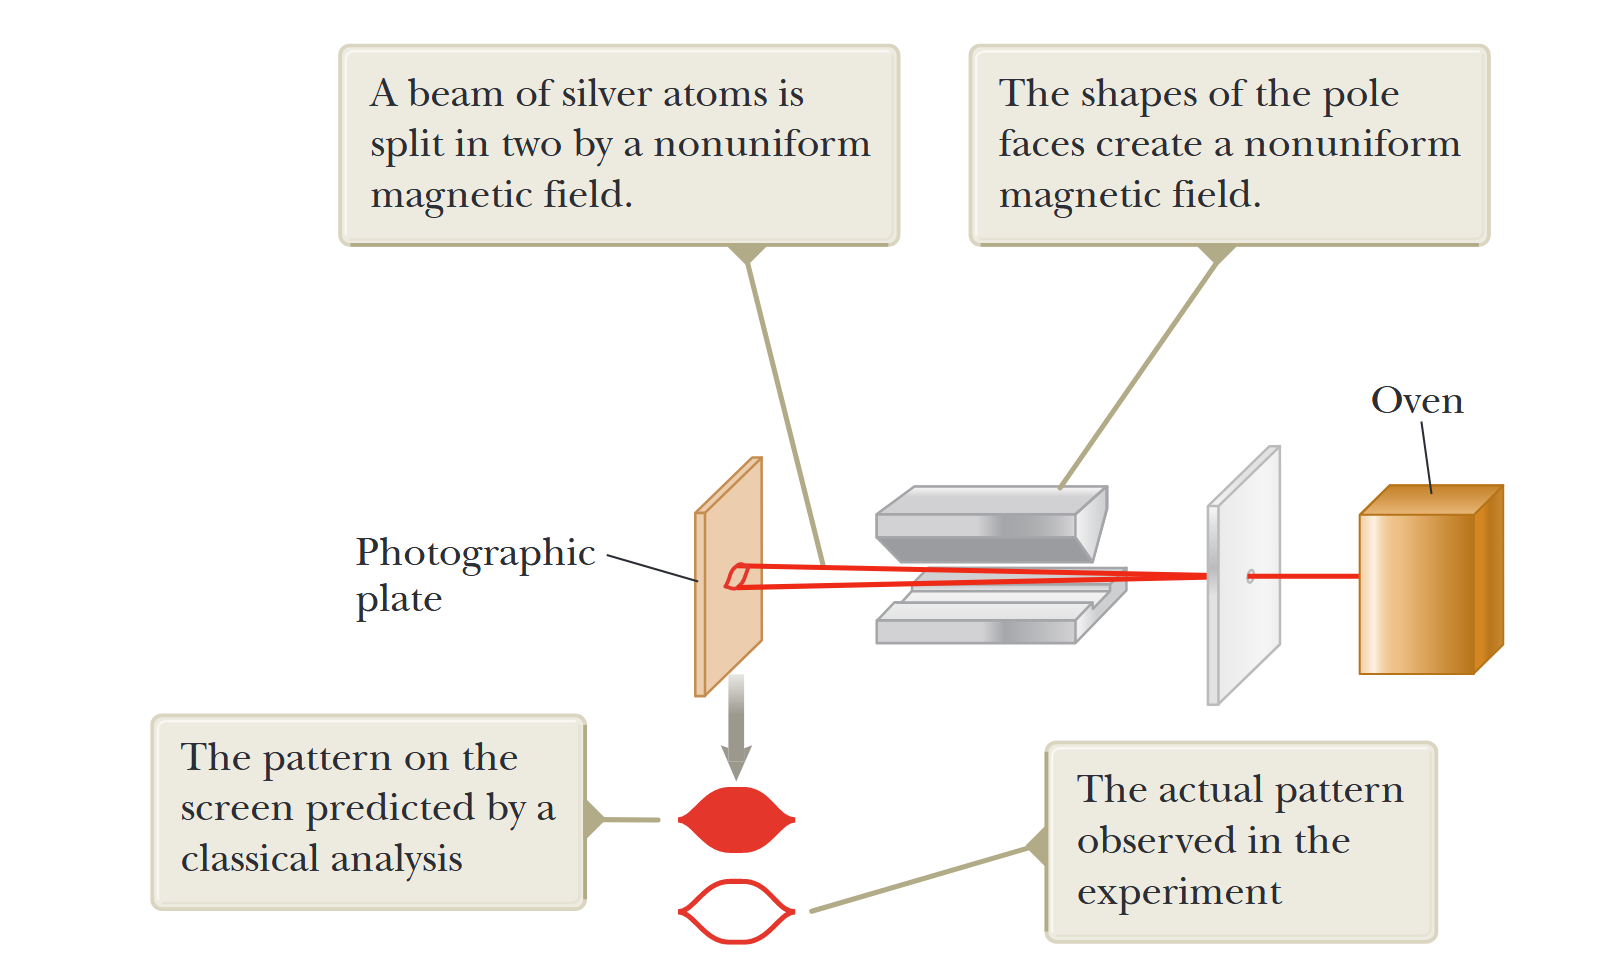 A beam of silver atoms is
split in two by a nonuniform
magnetic field.
The shapes of the pole
faces create a nonuniform
magnetic field.
Oven
Photographic
plate
The pattern on the
screen predicted by a
classical analysis
The actual pattern
observed in the
experiment